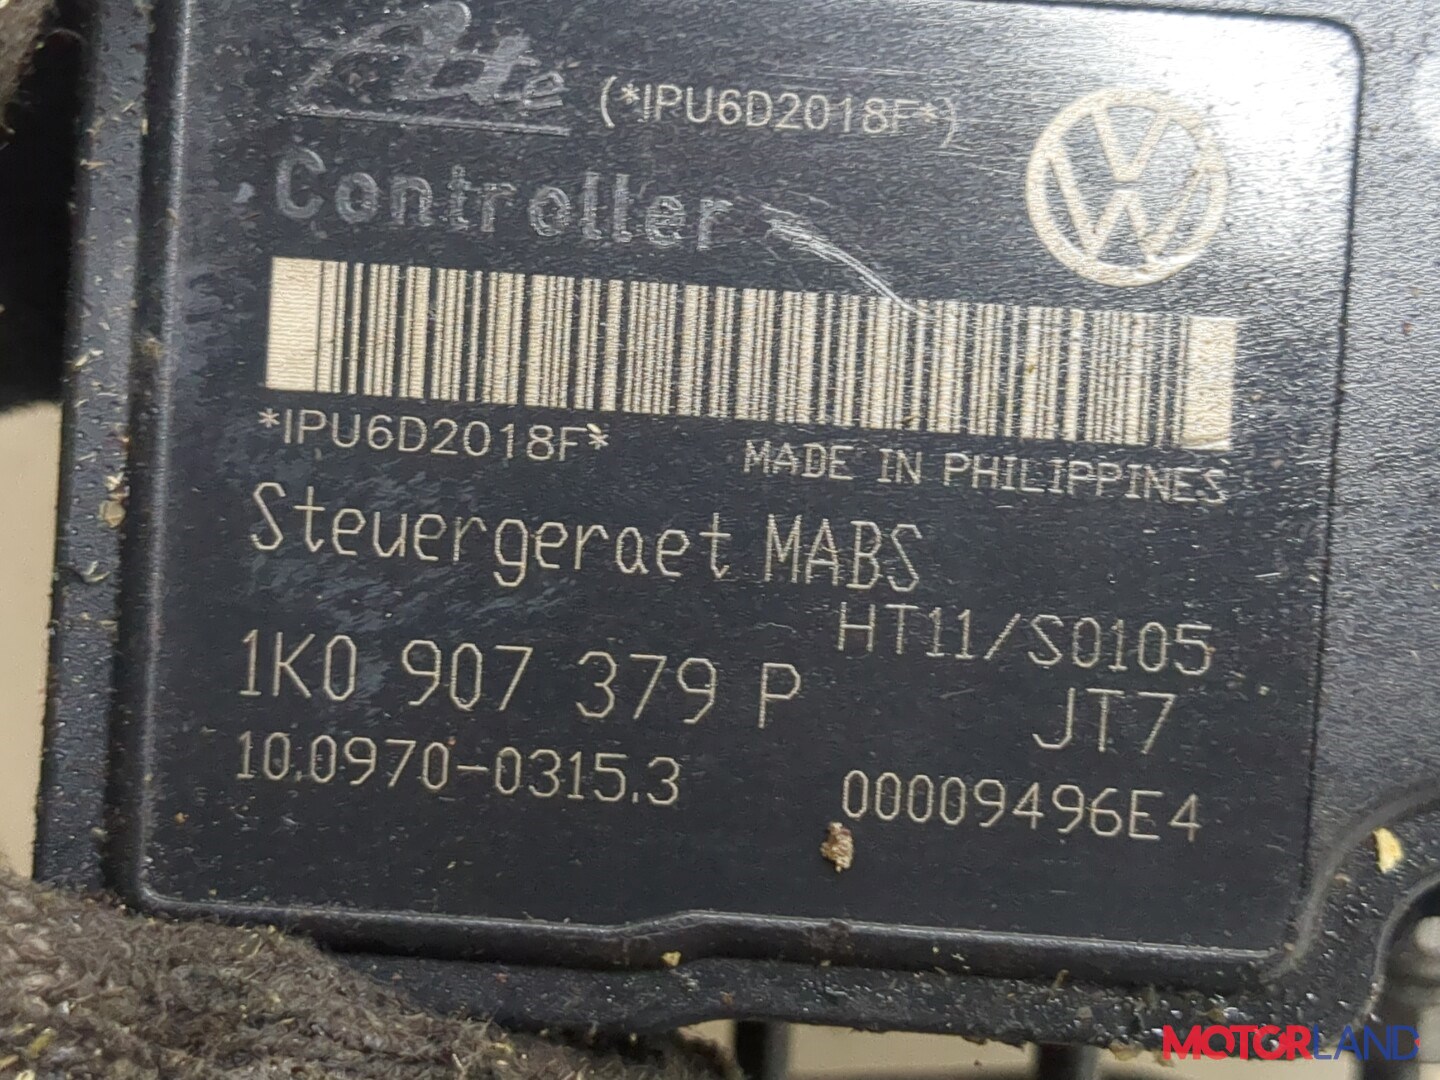 Ate (*IPU6D2018F*)
Controller
*IPU6D2018F*
MADE IN PHILIPPINES
Steuergeraet MABS
HT11/S0105
1K0 907 379 P
JT7
10.0970-0315.3
00009496E4
MOTORLAND